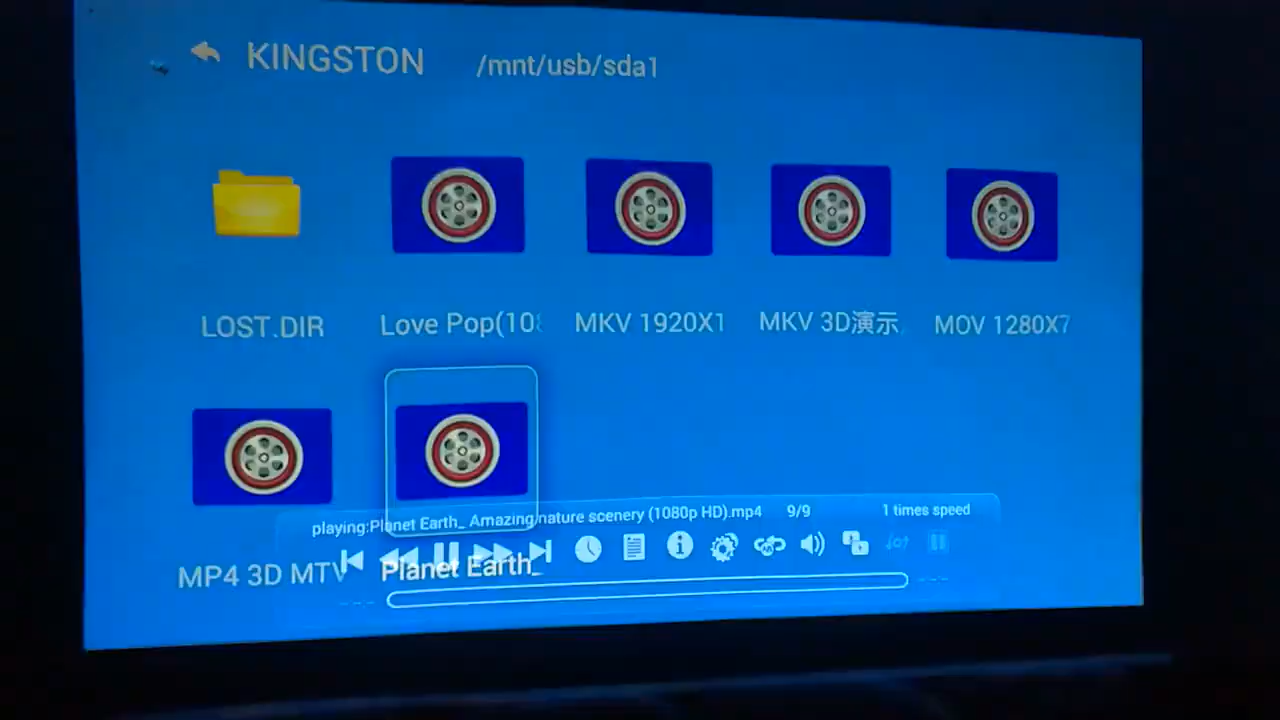 KINGSTON /mnt/usb/sda1
LOST.DIR Love Pop(108 MKV 1920X1 MKV 3D演示 MOV 1280X7
playing:Planet Earth_ Amazing nature scenery (1080p HD).mp4 9/9 1 times speed
MP4 3D MTV Planet Earth_